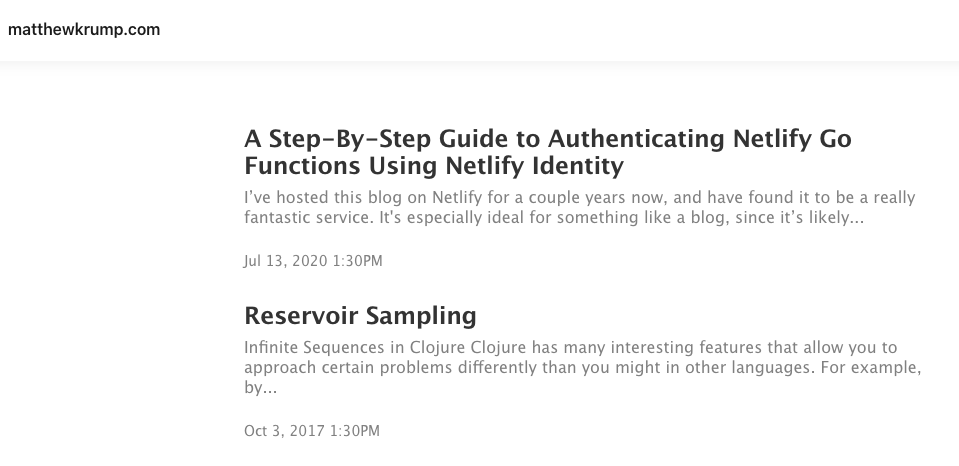 matthewkrump.com
A Step-By-Step Guide to Authenticating Netlify Go
Functions Using Netlify Identity
I’ve hosted this blog on Netlify for a couple years now, and have found it to be a really
fantastic service. It's especially ideal for something like a blog, since it’s likely...
Jul 13, 2020 1:30PM
Reservoir Sampling
Infinite Sequences in Clojure Clojure has many interesting features that allow you to
approach certain problems differently than you might in other languages. For example,
by...
Oct 3, 2017 1:30PM